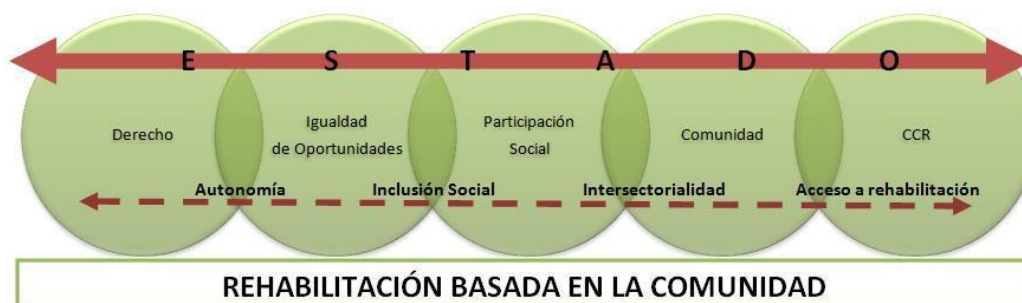 E S T A D O
Derecho
Igualdad
de Oportunidades
Participación
Social
Comunidad
CCR
Autonomía
Inclusión Social
Intersectorialidad
Acceso a rehabilitación
REHABILITACIÓN BASADA EN LA COMUNIDAD